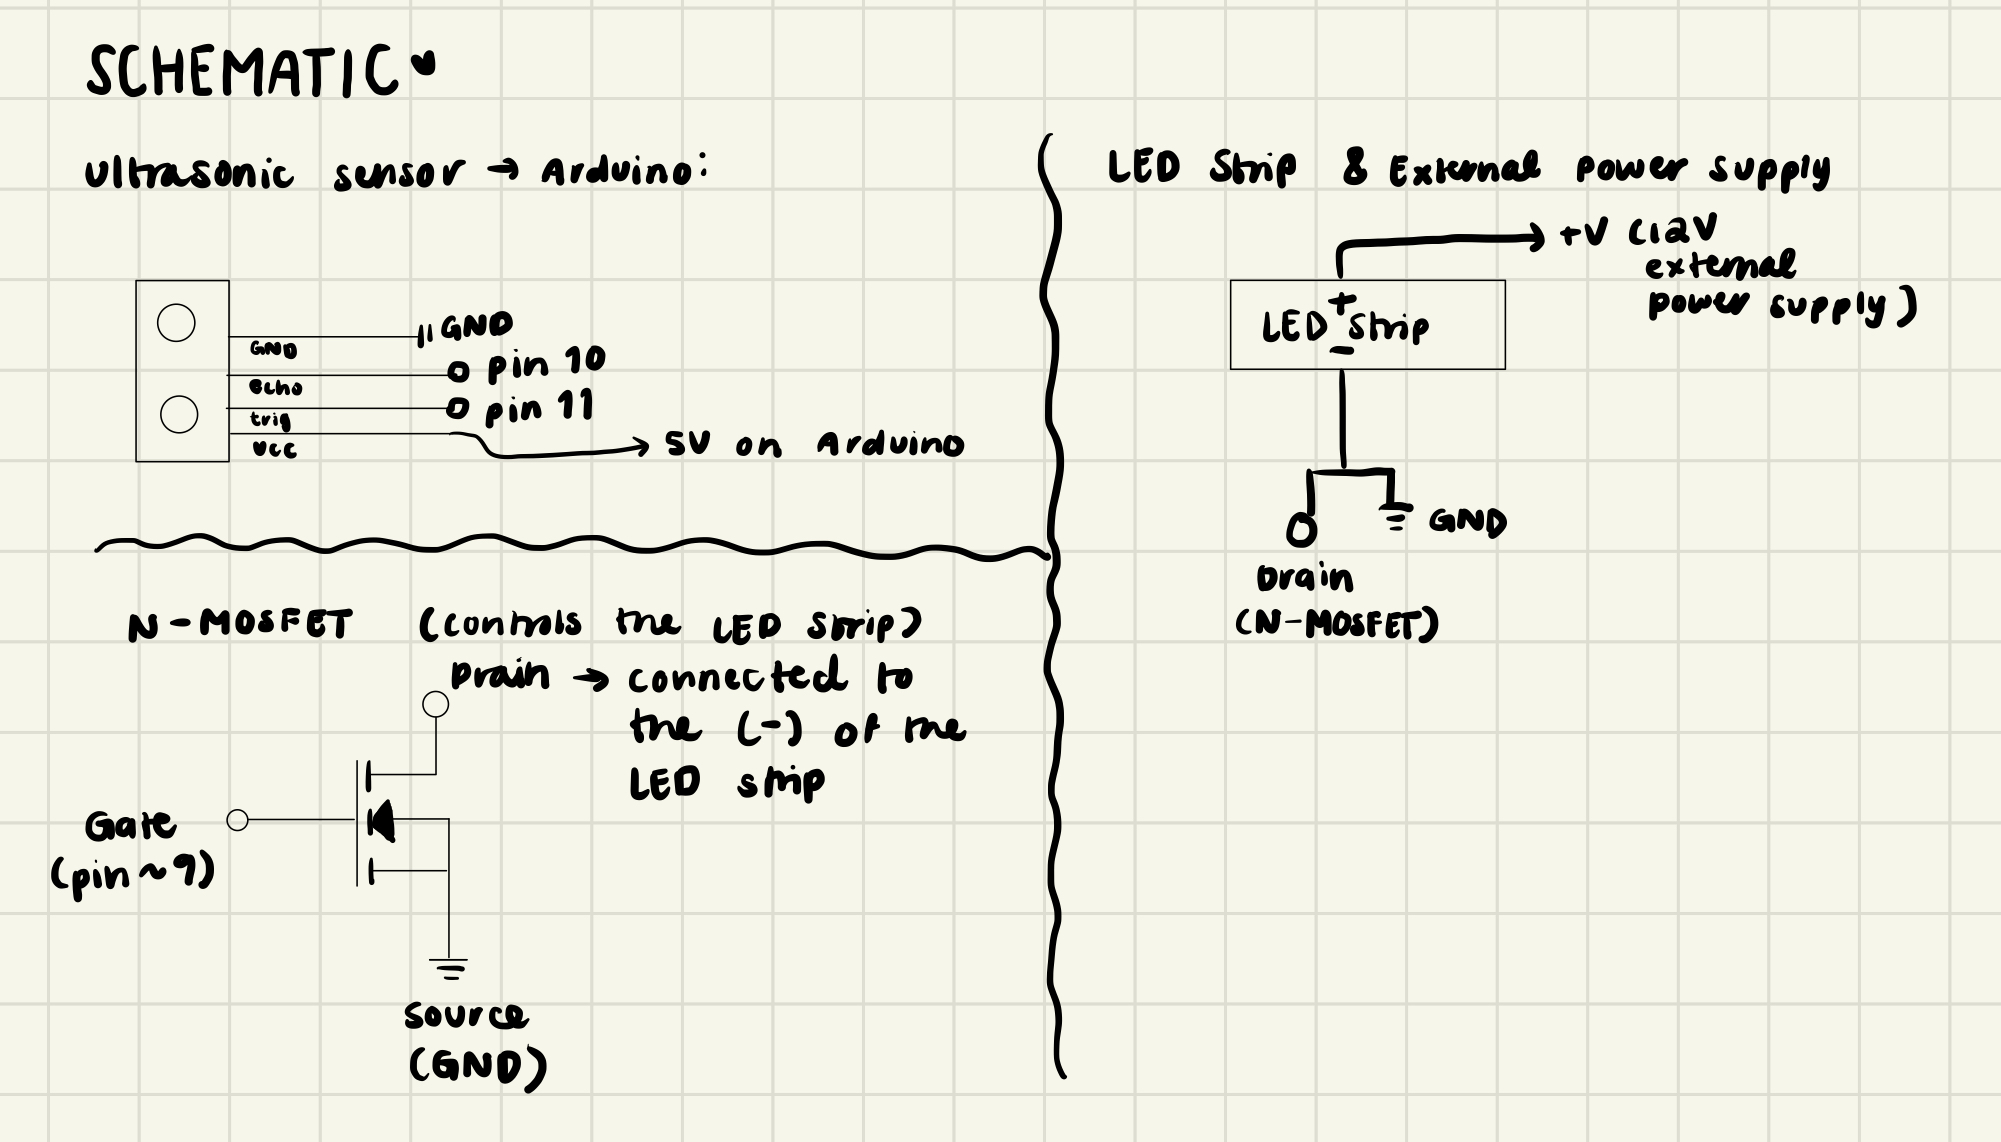 SCHEMATIC
Ultrasonic sensor → Arduino:
GND
GND
echo
pin 10
trig
pin 11
VCC
5V on Arduino
N-MOSFET (controls the LED strip)
Drain → connected to
the (-) of the
LED strip
Gate
(pin ~9)
Source
(GND)
LED Strip & External power supply
+V (12V
external
power supply)
+
LED Strip
-
GND
Drain
(N-MOSFET)